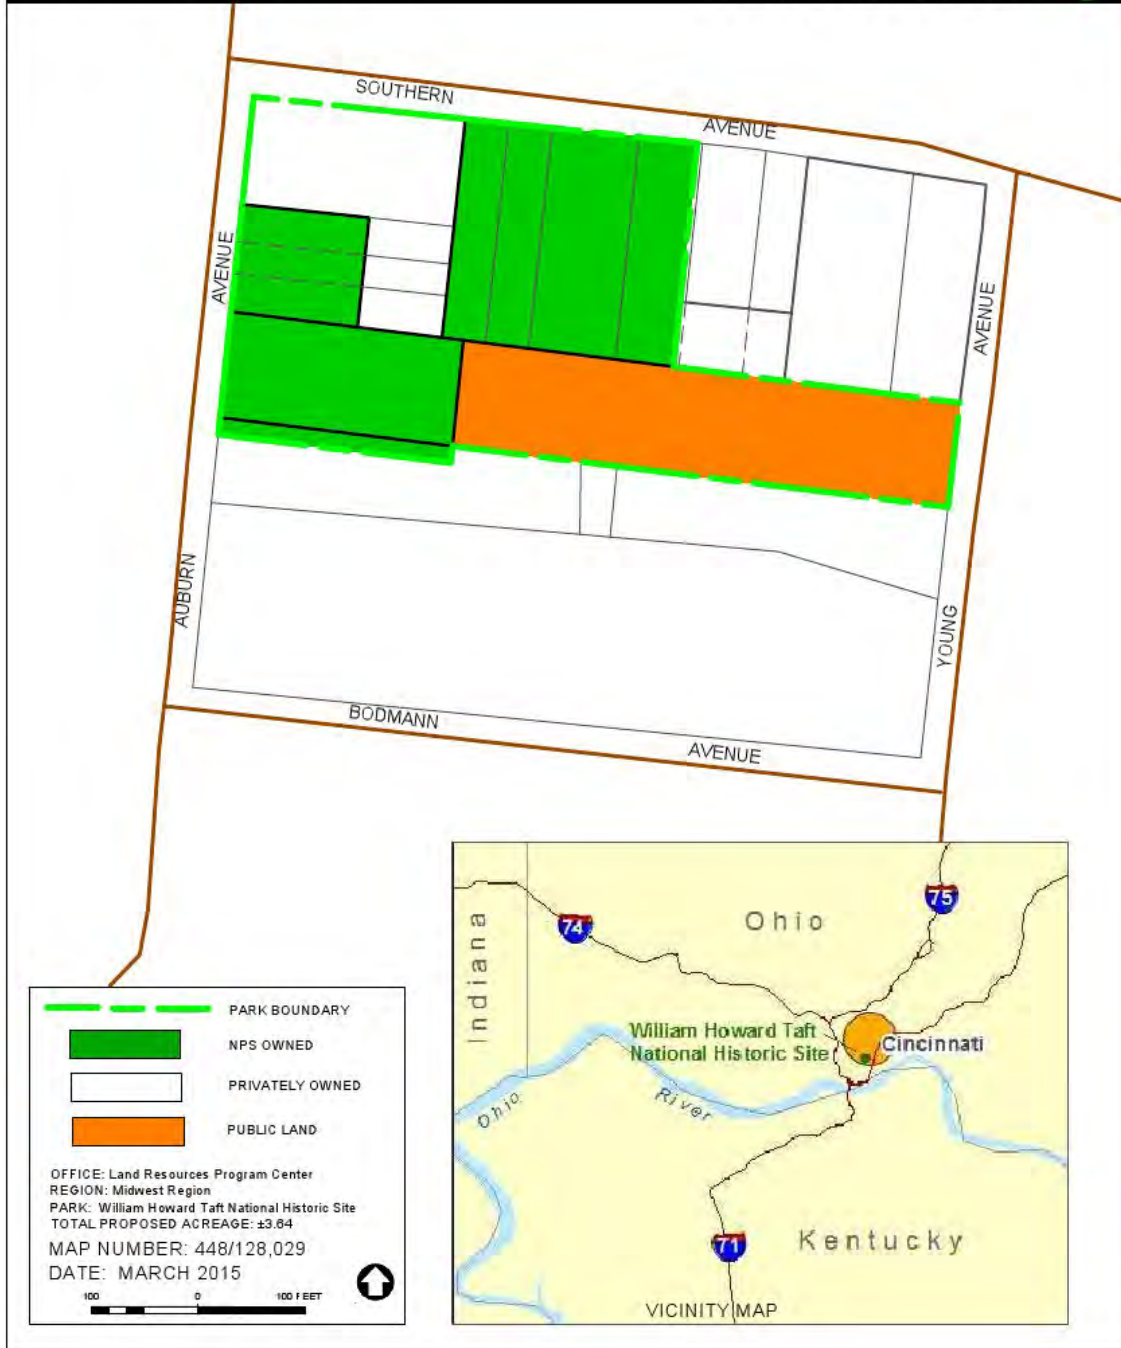 SOUTHERN
AVENUE
AVENUE
AVENUE
AUBURN
YOUNG
BODMANN
AVENUE
PARK BOUNDARY
NPS OWNED
PRIVATELY OWNED
PUBLIC LAND
OFFICE: Land Resources Program Center
REGION: Midwest Region
PARK: William Howard Taft National Historic Site
TOTAL PROPOSED ACREAGE: ±3.64
MAP NUMBER: 448/128,029
DATE: MARCH 2015
100 0 100 FEET
75
74
Ohio
Indiana
William Howard Taft
National Historic Site
Cincinnati
Ohio
River
71
Kentucky
VICINITY MAP